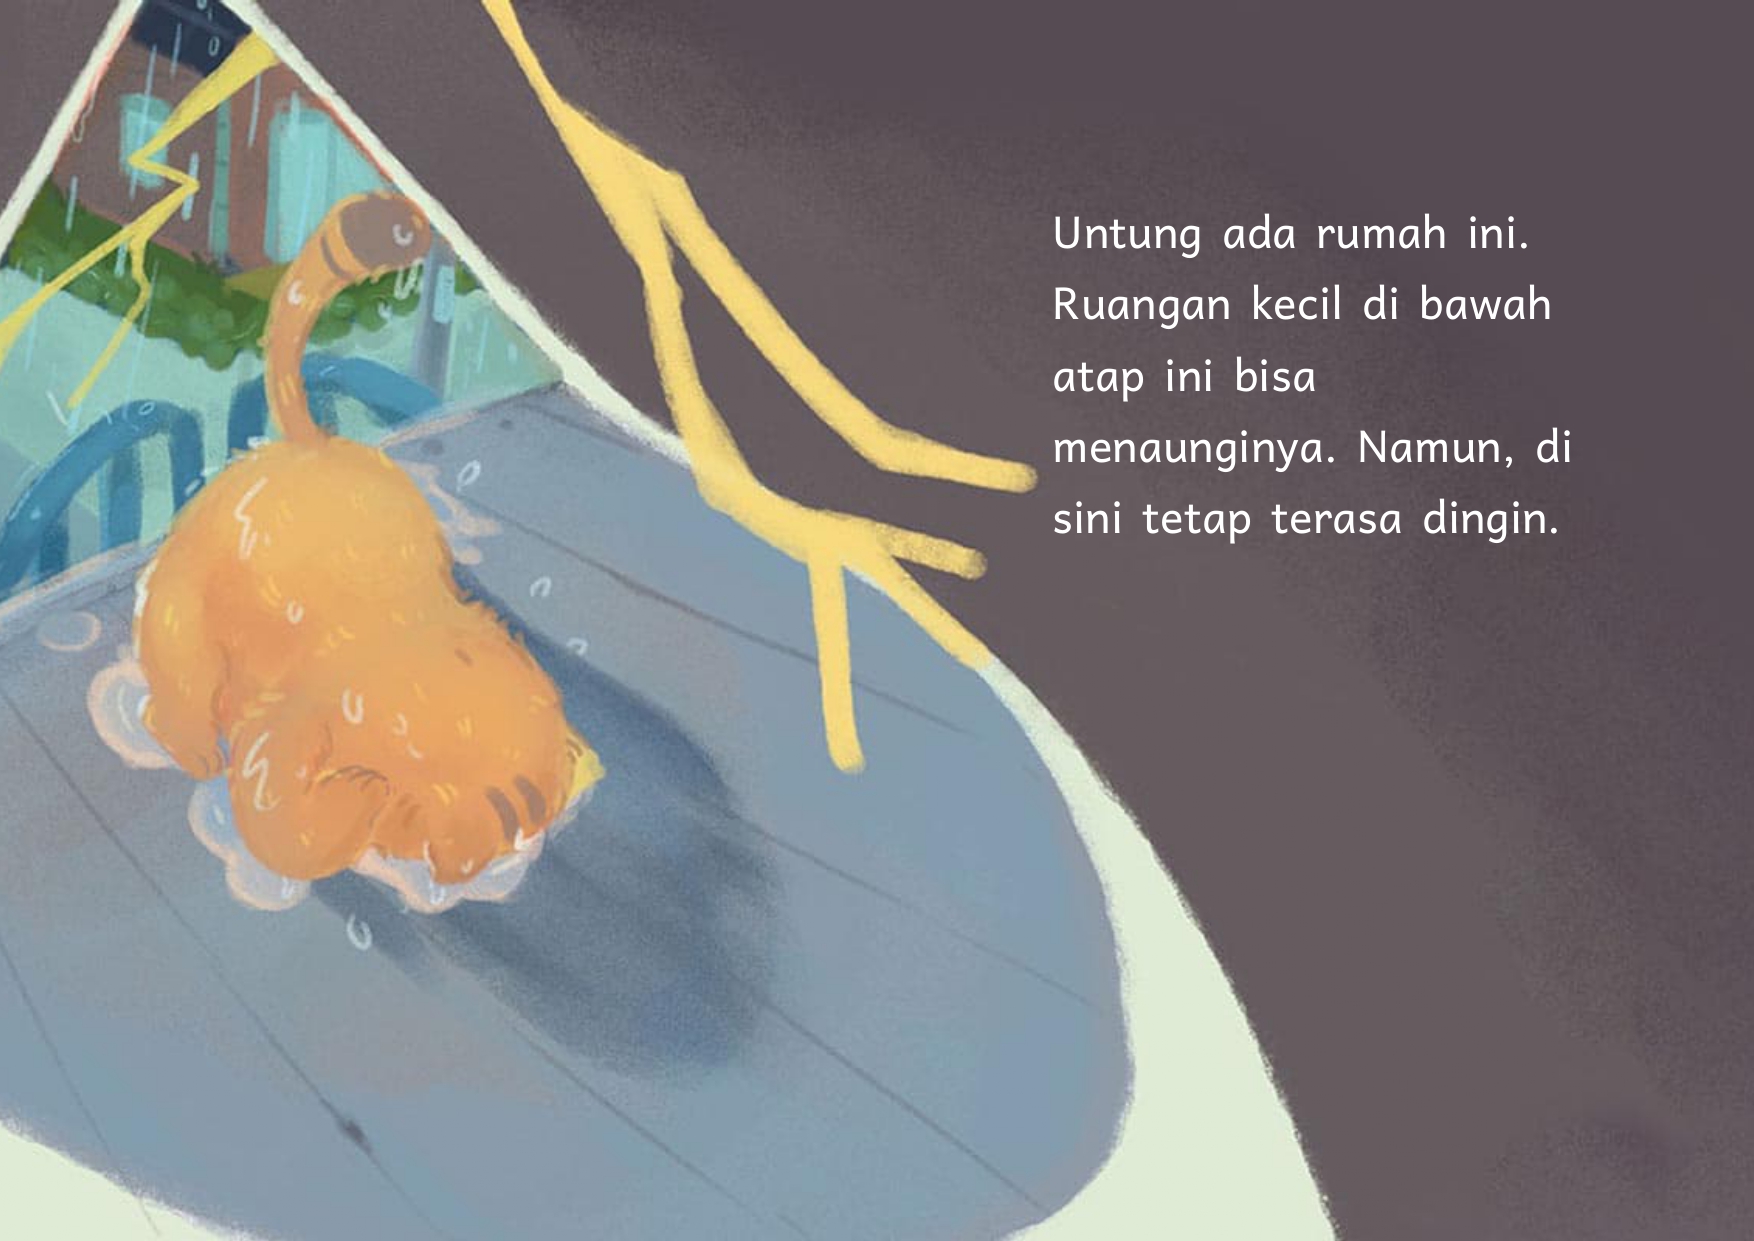 Untung ada rumah ini.
Ruangan kecil di bawah
atap ini bisa
menaunginya. Namun, di
sini tetap terasa dingin.